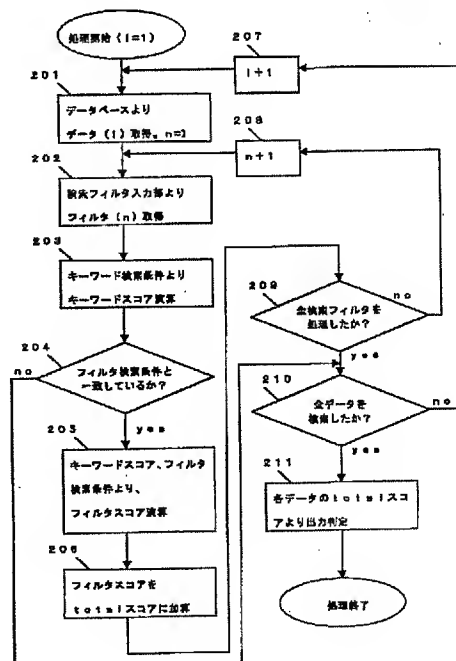 処理開始 (i=1)
207
i+1
201
データベースより
データ (i) 取得。n=1
208
n+1
202
検索フィルタ入力部より
フィルタ (n) 取得
203
キーワード検索条件より
キーワードスコア演算
209
全検索フィルタを
処理したか?
no
yes
204
no
フィルタ検索条件と
一致しているか?
yes
210
全データを
検索したか?
no
yes
205
キーワードスコア、フィルタ
検索条件より、
フィルタスコア演算
211
各データのtotalスコ
アより出力判定
206
フィルタスコアを
totalスコアに加算
処理終了